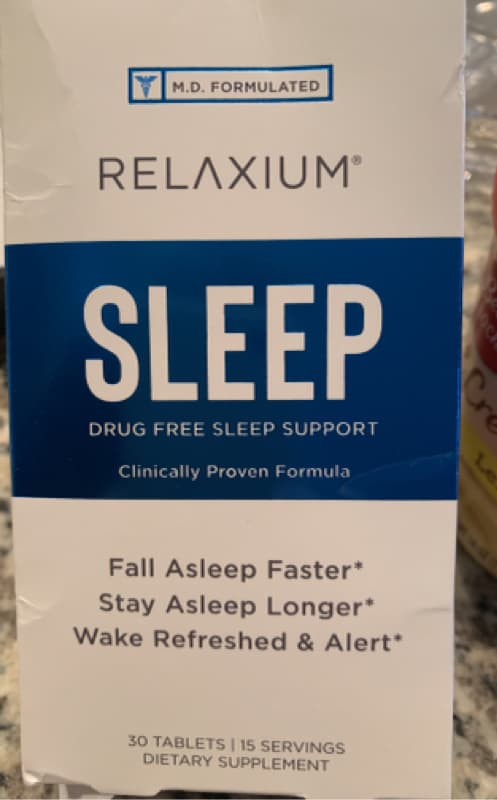 M.D. FORMULATED
RELAXIUM®
SLEEP
DRUG FREE SLEEP SUPPORT
Clinically Proven Formula
Fall Asleep Faster*
Stay Asleep Longer*
Wake Refreshed & Alert*
30 TABLETS | 15 SERVINGS
DIETARY SUPPLEMENT